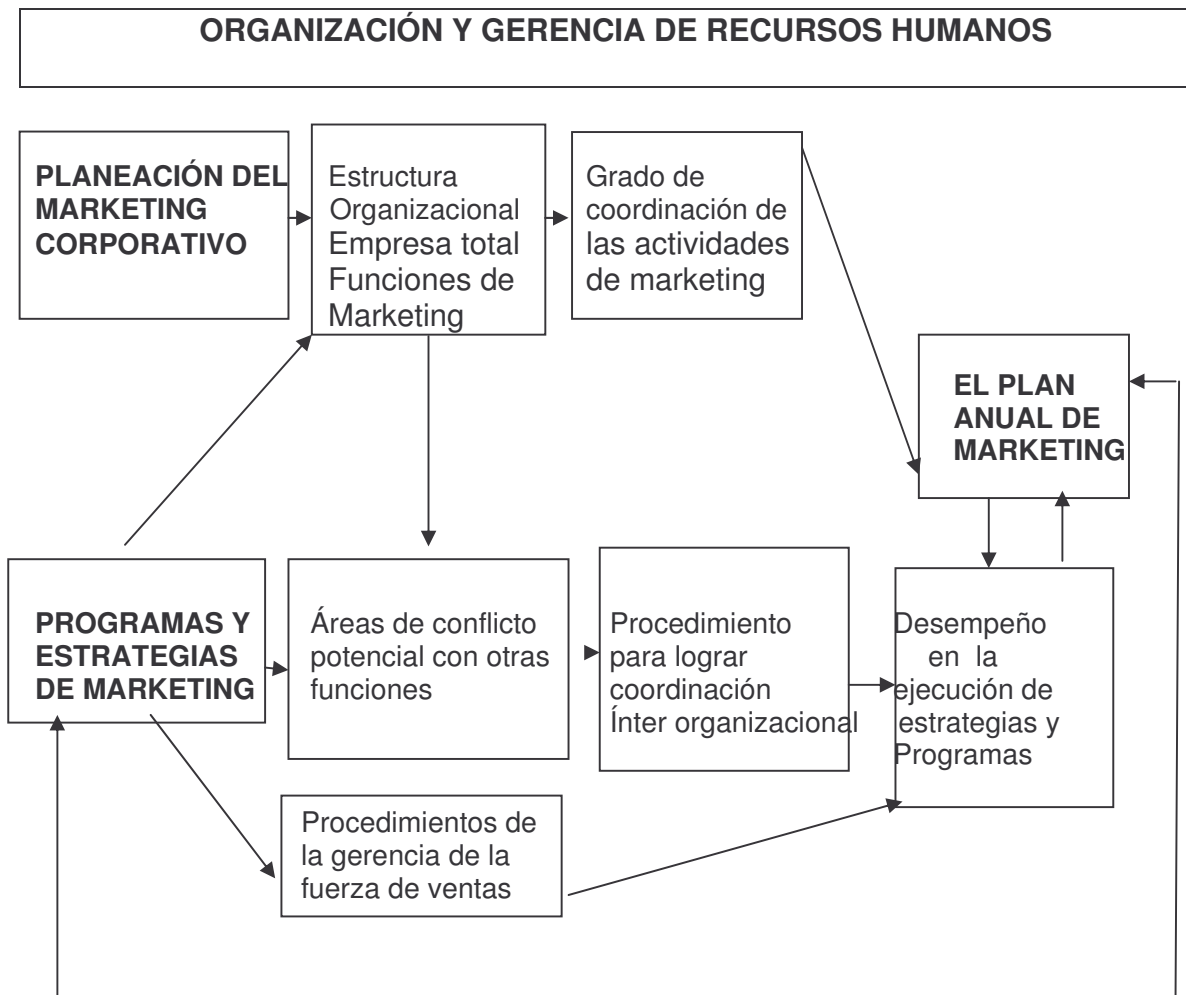 ORGANIZACIÓN Y GERENCIA DE RECURSOS HUMANOS
PLANEACIÓN DEL
MARKETING
CORPORATIVO
Estructura
Organizacional
Empresa total
Funciones de
Marketing
Grado de
coordinación de
las actividades
de marketing
EL PLAN
ANUAL DE
MARKETING
PROGRAMAS Y
ESTRATEGIAS
DE MARKETING
Áreas de conflicto
potencial con otras
funciones
Procedimiento
para lograr
coordinación
Ínter organizacional
Desempeño
en la
ejecución de
estrategias y
Programas
Procedimientos de
la gerencia de la
fuerza de ventas